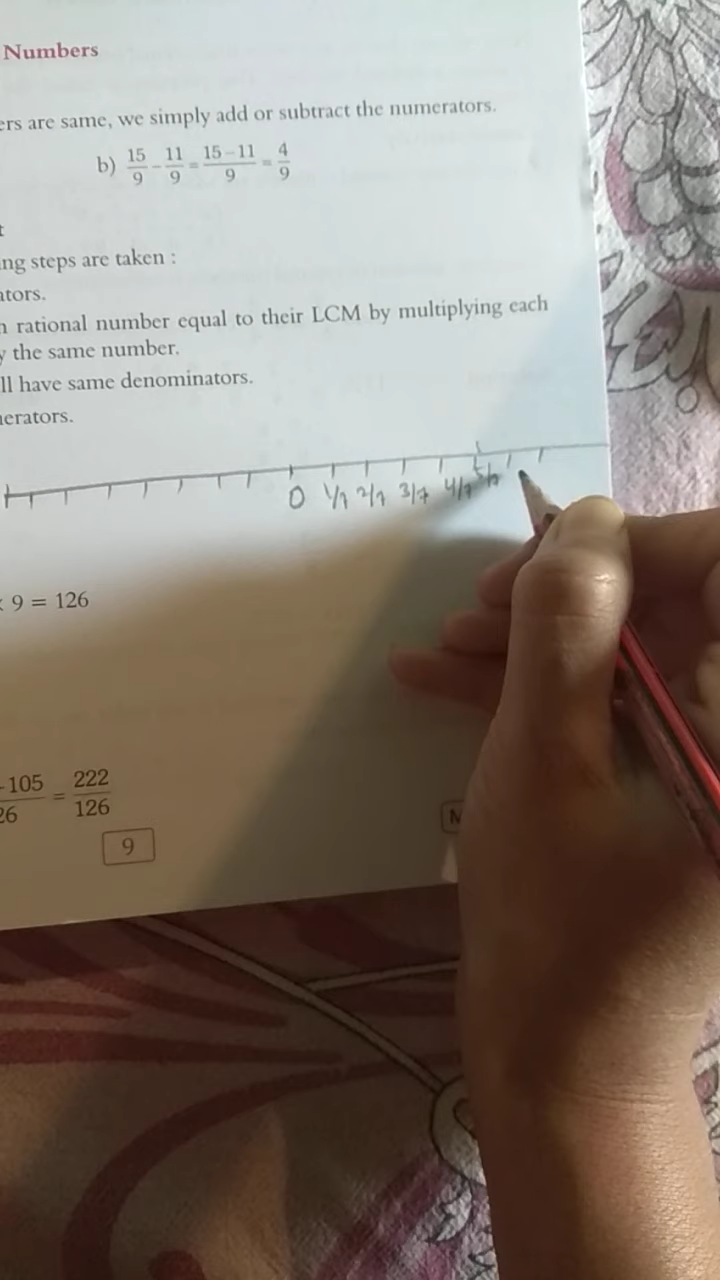 Numbers
ers are same, we simply add or subtract the numerators.
b) 15/9 - 11/9 = 15-11/9 = 4/9
t
ng steps are taken :
ators.
n rational number equal to their LCM by multiplying each
y the same number.
ll have same denominators.
nerators.
0 1/7 2/7 3/7 4/7 5/7
× 9 = 126
-105/26 = 222/126
9
M